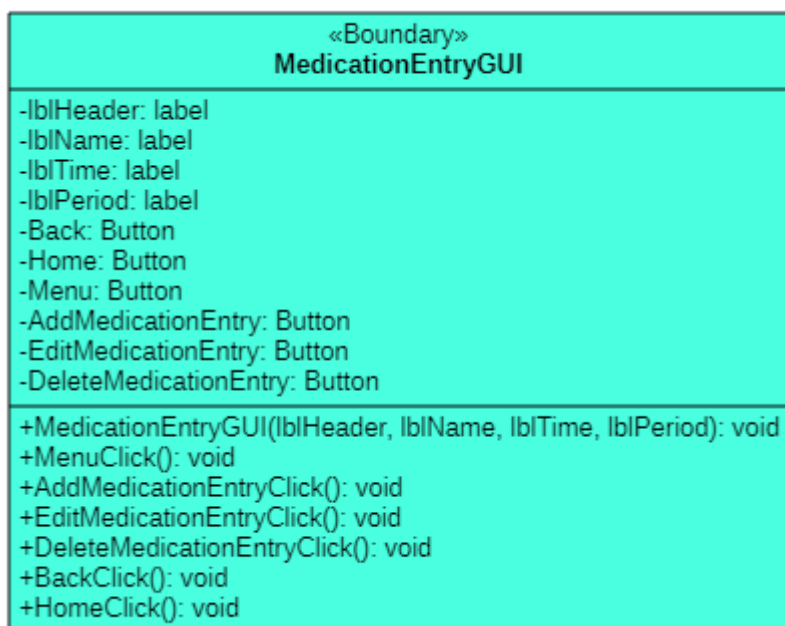 «Boundary»
MedicationEntryGUI
-lblHeader: label
-lblName: label
-lblTime: label
-lblPeriod: label
-Back: Button
-Home: Button
-Menu: Button
-AddMedicationEntry: Button
-EditMedicationEntry: Button
-DeleteMedicationEntry: Button
+MedicationEntryGUI(lblHeader, lblName, lblTime, lblPeriod): void
+MenuClick(): void
+AddMedicationEntryClick(): void
+EditMedicationEntryClick(): void
+DeleteMedicationEntryClick(): void
+BackClick(): void
+HomeClick(): void